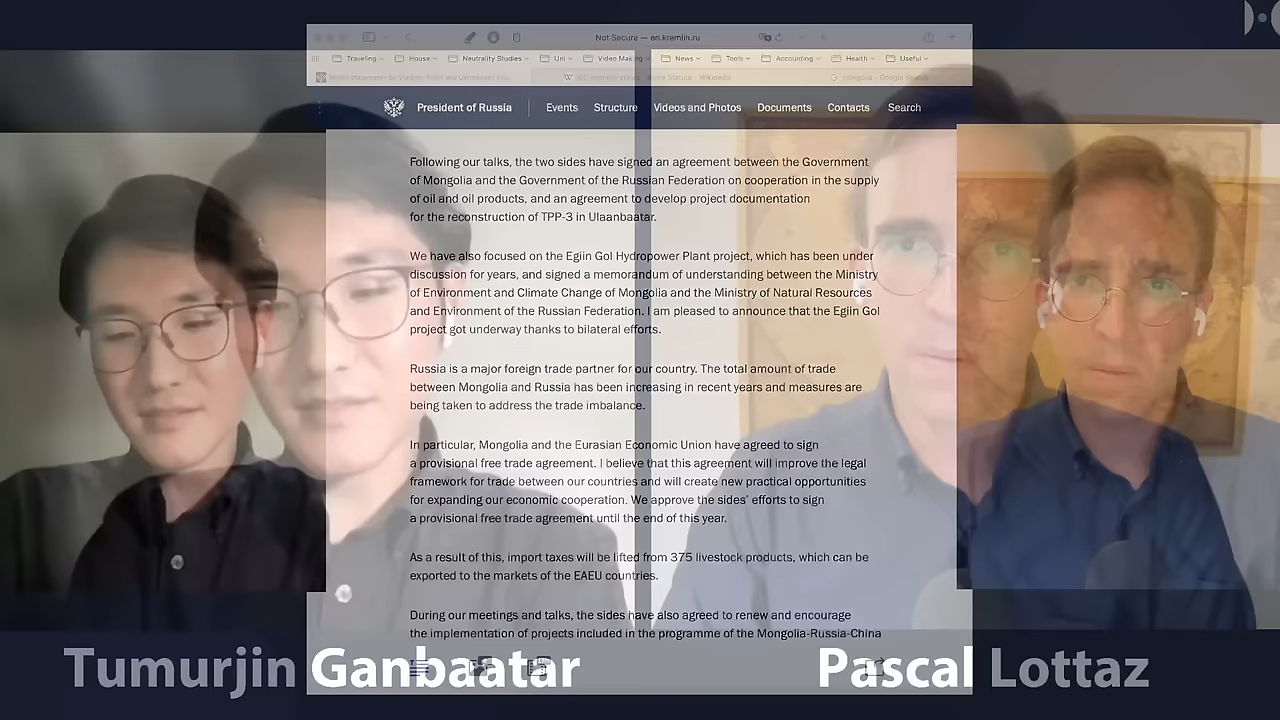 Not Secure — en.kremlin.ru
Traveling House Neutrality Studies Uni Video Making News Tools Accounting Health Useful
Wikipedia mongolia - Google Search
President of Russia Events Structure Videos and Photos Documents Contacts Search
Following our talks, the two sides have signed an agreement between the Government
of Mongolia and the Government of the Russian Federation on cooperation in the supply
of oil and oil products, and an agreement to develop project documentation
for the reconstruction of TPP-3 in Ulaanbaatar.
We have also focused on the Egiin Gol Hydropower Plant project, which has been under
discussion for years, and signed a memorandum of understanding between the Ministry
of Environment and Climate Change of Mongolia and the Ministry of Natural Resources
and Environment of the Russian Federation. I am pleased to announce that the Egiin Gol
project got underway thanks to bilateral efforts.
Russia is a major foreign trade partner for our country. The total amount of trade
between Mongolia and Russia has been increasing in recent years and measures are
being taken to address the trade imbalance.
In particular, Mongolia and the Eurasian Economic Union have agreed to sign
a provisional free trade agreement. I believe that this agreement will improve the legal
framework for trade between our countries and will create new practical opportunities
for expanding our economic cooperation. We approve the sides' efforts to sign
a provisional free trade agreement until the end of this year.
As a result of this, import taxes will be lifted from 375 livestock products, which can be
exported to the markets of the EAEU countries.
During our meetings and talks, the sides have also agreed to renew and encourage
the implementation of projects included in the programme of the Mongolia-Russia-China
Tumurjin Ganbaatar Pascal Lottaz